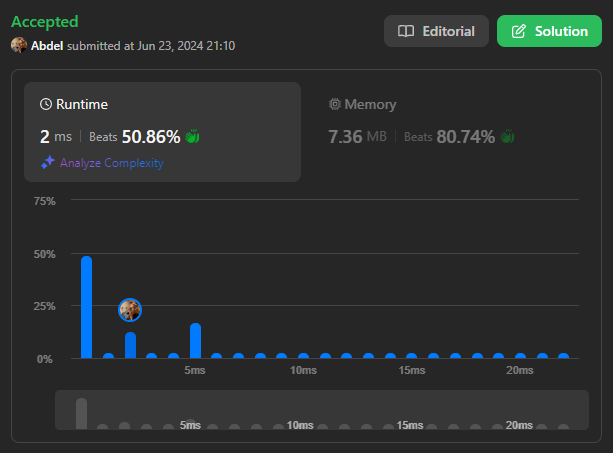 Accepted
Editorial
Solution
Abdel submitted at Jun 23, 2024 21:10
Runtime
Memory
2 ms | Beats 50.86%
7.36 MB | Beats 80.74%
Analyze Complexity
75%
50%
25%
0%
5ms 10ms 15ms 20ms
5ms 10ms 15ms 20ms